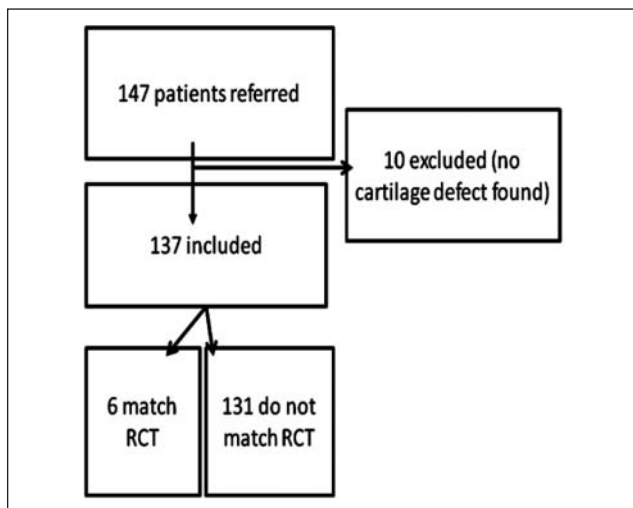 147 patients referred
10 excluded (no
cartilage defect found)
137 included
6 match
RCT
131 do not
match RCT